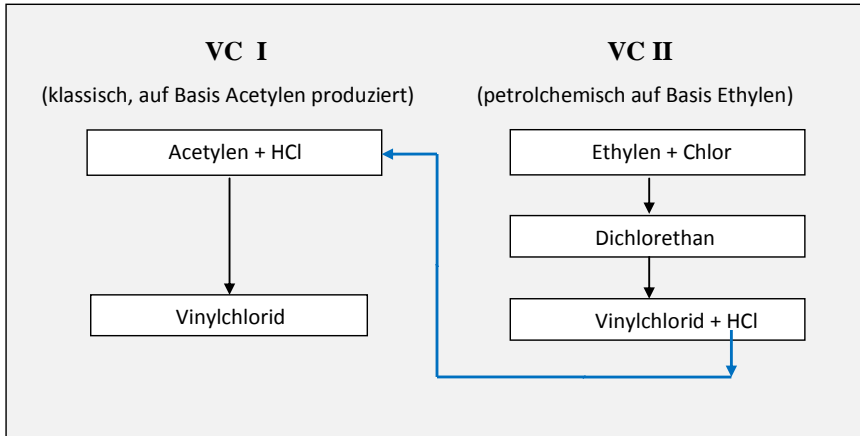 VC I
(klassisch, auf Basis Acetylen produziert)
Acetylen + HCl
Vinylchlorid
VC II
(petrolchemisch auf Basis Ethylen)
Ethylen + Chlor
Dichlorethan
Vinylchlorid + HCl